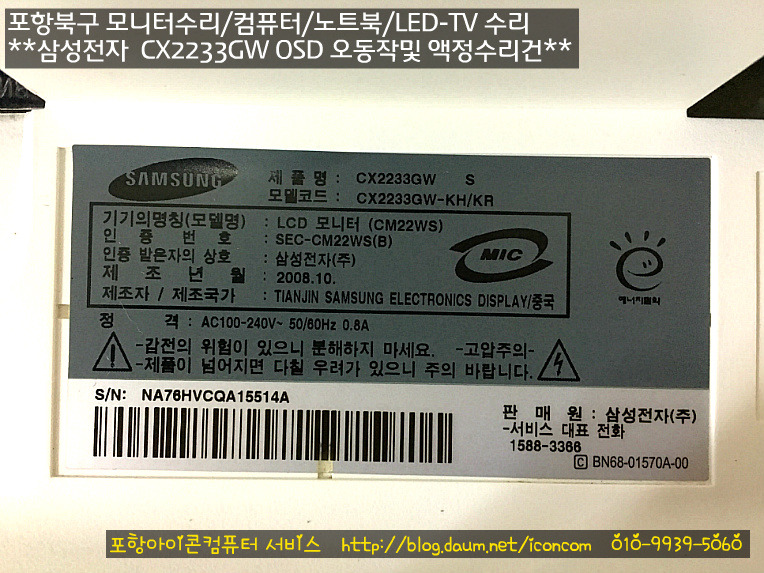 포항북구 모니터수리/컴퓨터/노트북/LED-TV 수리
**삼성전자 CX2233GW OSD 오동작및 액정수리건**
SAMSUNG
제 품 명 : CX2233GW S
모델코드 : CX2233GW-KH/KR
기기의명칭(모델명) : LCD 모니터 (CM22WS)
인 증 번 호 : SEC-CM22WS(B)
인증 받은자의 상호 : 삼성전자(주)
제 조 년 월 : 2008.10.
제조자 / 제조국가 : TIANJIN SAMSUNG ELECTRONICS DISPLAY/중국
MIC
에너지절약
정 격 : AC100-240V~ 50/60Hz 0.8A
-감전의 위험이 있으니 분해하지 마세요. -고압주의-
-제품이 넘어지면 다칠 우려가 있으니 주의 바랍니다.
S/N: NA76HVCQA15514A
판 매 원 : 삼성전자(주)
-서비스 대표 전화
1588-3366
C BN68-01570A-00
포항아이콘컴퓨터 서비스 http://blog.daum.net/iconcom 010-9939-5060